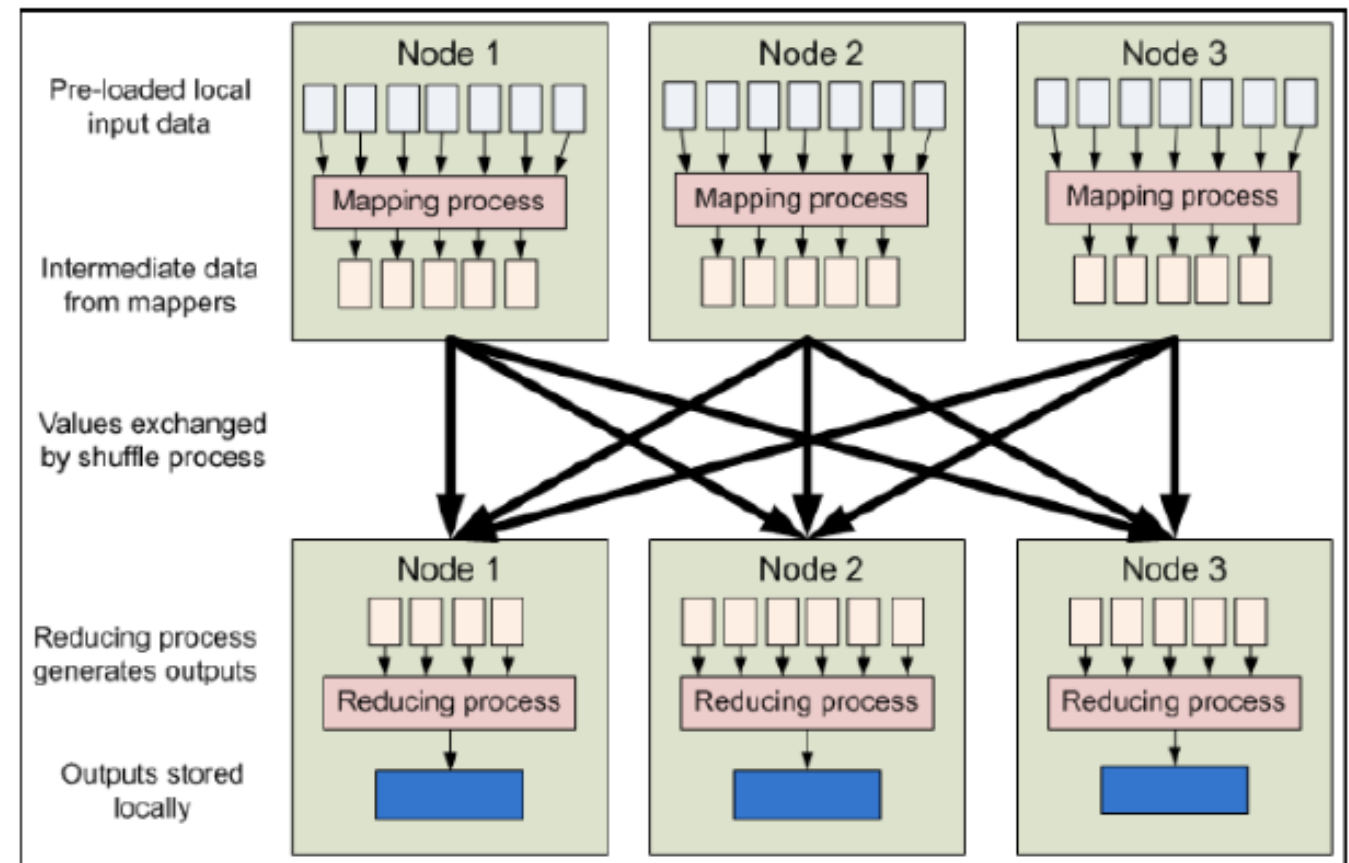 Node 1
Node 2
Node 3
Pre-loaded local
input data
Mapping process
Mapping process
Mapping process
Intermediate data
from mappers
Values exchanged
by shuffle process
Node 1
Node 2
Node 3
Reducing process
generates outputs
Reducing process
Reducing process
Reducing process
Outputs stored
locally